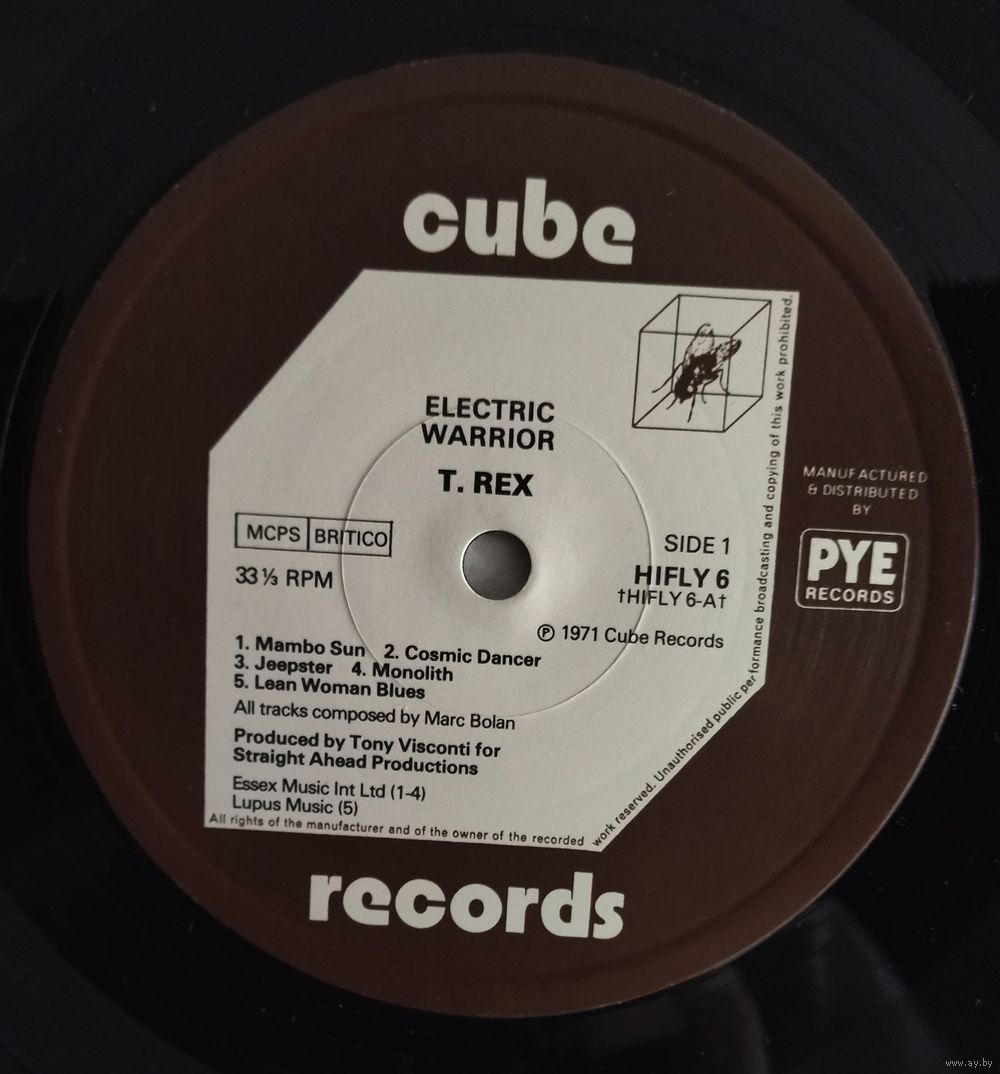 cube
ELECTRIC
WARRIOR
T. REX
MCPS BRITICO
33⅓ RPM
SIDE 1
HIFLY 6
†HIFLY 6-A†
℗ 1971 Cube Records
1. Mambo Sun 2. Cosmic Dancer
3. Jeepster 4. Monolith
5. Lean Woman Blues
All tracks composed by Marc Bolan
Produced by Tony Visconti for
Straight Ahead Productions
Essex Music Int Ltd (1-4)
Lupus Music (5)
All rights of the manufacturer and of the owner of the recorded
work reserved. Unauthorised public performance broadcasting and copying of this work prohibited.
MANUFACTURED
& DISTRIBUTED
BY
PYE
RECORDS
records
www.ay.by